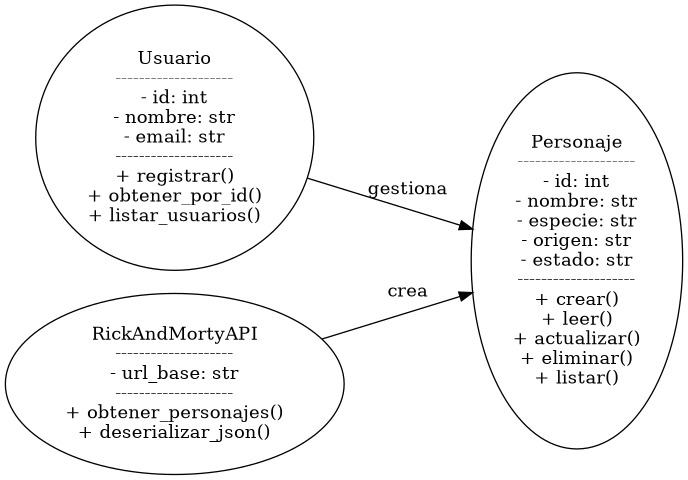 Usuario
--------------------
- id: int
- nombre: str
- email: str
--------------------
+ registrar()
+ obtener_por_id()
+ listar_usuarios()
gestiona
RickAndMortyAPI
--------------------
- url_base: str
--------------------
+ obtener_personajes()
+ deserializar_json()
crea
Personaje
--------------------
- id: int
- nombre: str
- especie: str
- origen: str
- estado: str
--------------------
+ crear()
+ leer()
+ actualizar()
+ eliminar()
+ listar()